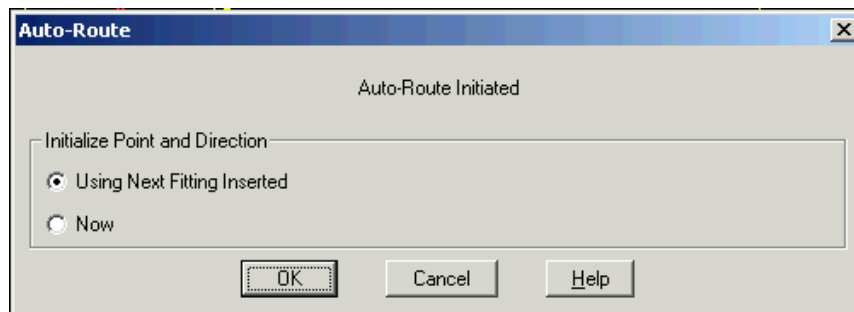 Auto-Route
Auto-Route Initiated
Initialize Point and Direction
Using Next Fitting Inserted
Now
OK Cancel Help